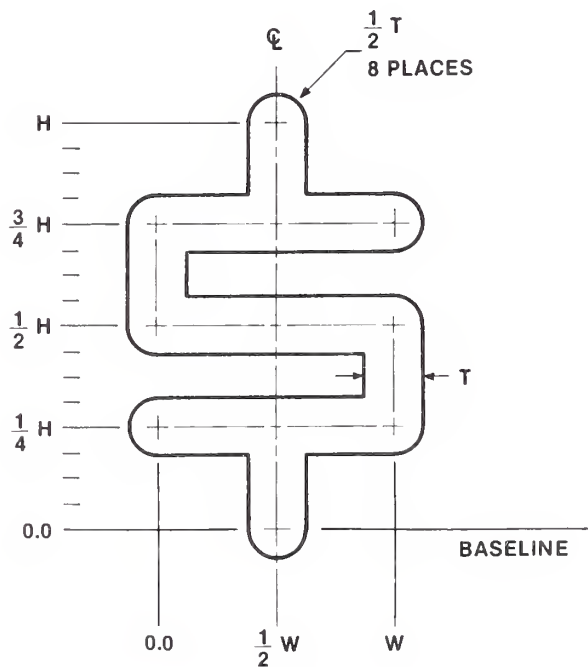 ℄
1/2 T
8 PLACES
H
3/4 H
1/2 H
T
1/4 H
0.0
BASELINE
0.0
1/2 W
W